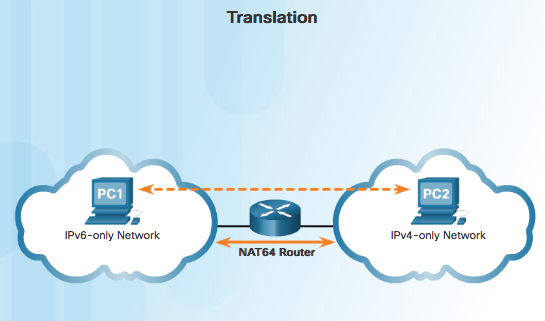 Translation
PC1
PC2
IPv6-only Network
IPv4-only Network
NAT64 Router